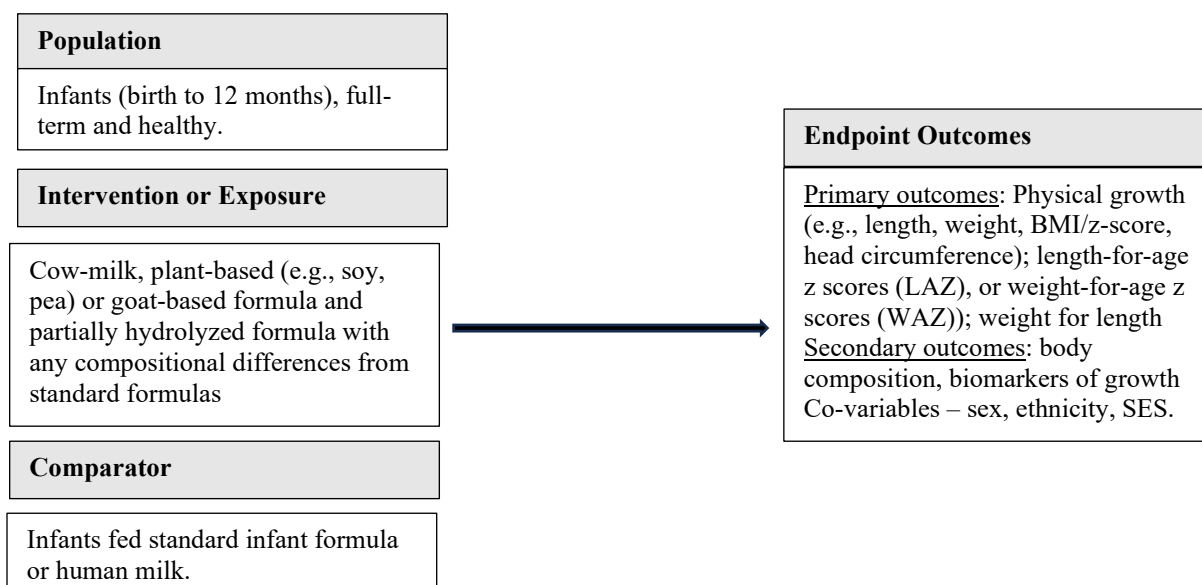 Population
Infants (birth to 12 months), full-
term and healthy.
Intervention or Exposure
Cow-milk, plant-based (e.g., soy,
pea) or goat-based formula and
partially hydrolyzed formula with
any compositional differences from
standard formulas
Comparator
Infants fed standard infant formula
or human milk.
Endpoint Outcomes
Primary outcomes: Physical growth
(e.g., length, weight, BMI/z-score,
head circumference); length-for-age
z scores (LAZ), or weight-for-age z
scores (WAZ)); weight for length
Secondary outcomes: body
composition, biomarkers of growth
Co-variables – sex, ethnicity, SES.